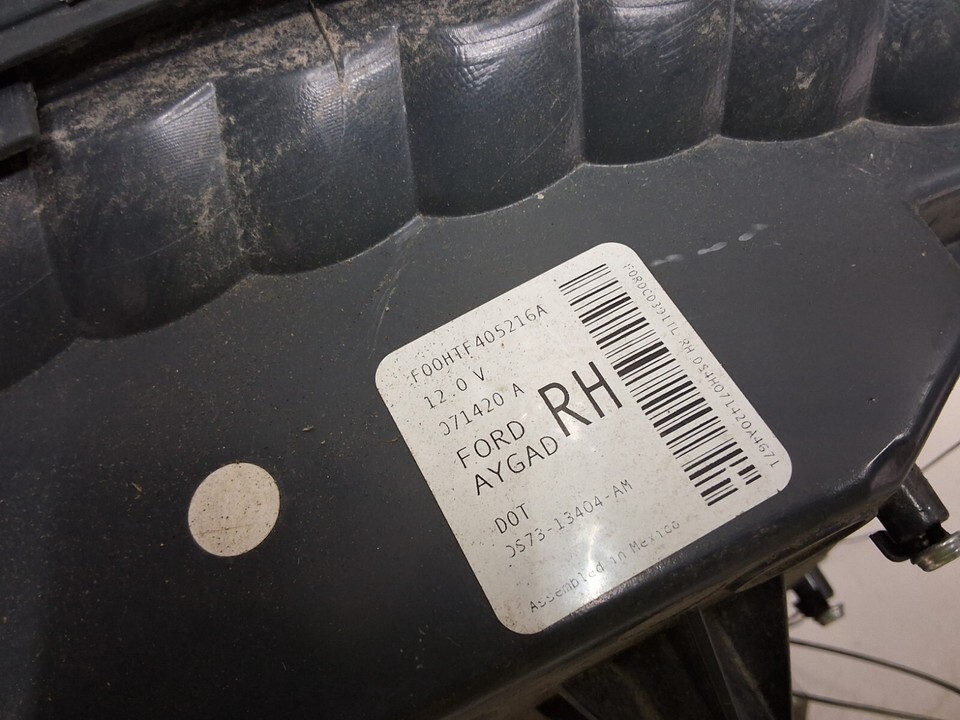 F00HTF405216A
12.0 V
071420 A
FORD
AYGAD
RH
DOT
DS73-13404-AM
Assembled in Mexico